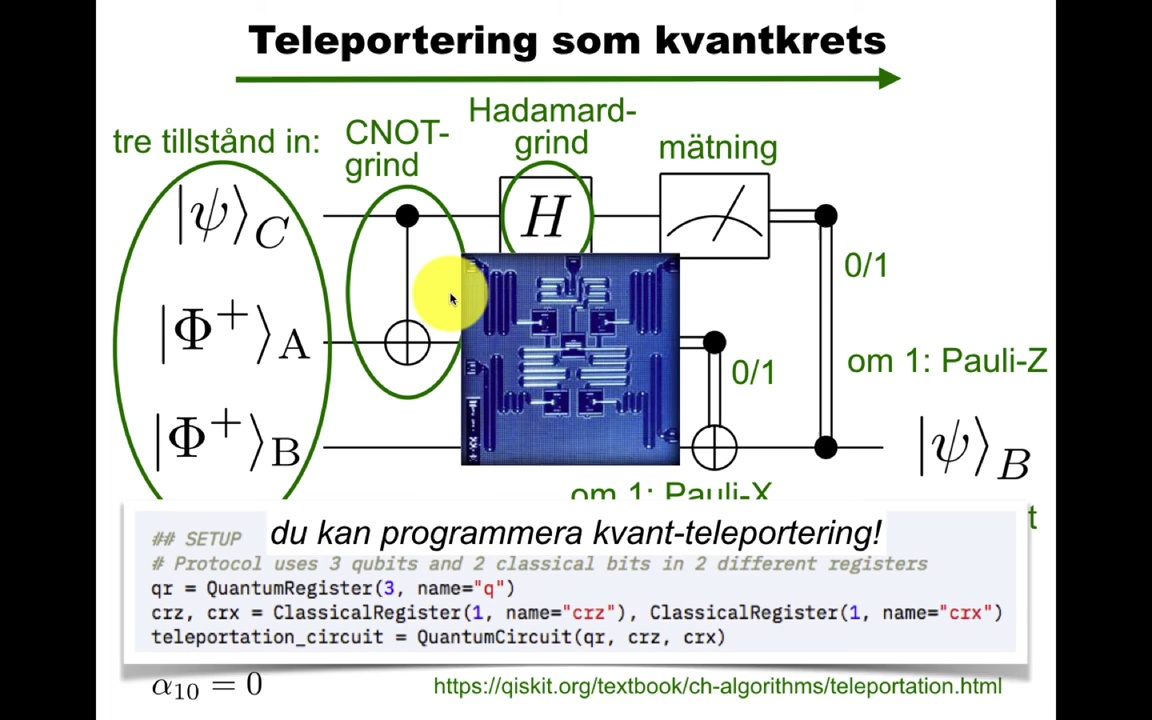 Teleportering som kvantkrets
tre tillstånd in:
CNOT-
grind
Hadamard-
grind
mätning
|ψ⟩C
H
0/1
|Φ+⟩A
0/1
om 1: Pauli-Z
|Φ+⟩B
|ψ⟩B
om 1: Pauli-X
t
du kan programmera kvant-teleportering!
## SETUP
# Protocol uses 3 qubits and 2 classical bits in 2 different registers
qr = QuantumRegister(3, name="q")
crz, crx = ClassicalRegister(1, name="crz"), ClassicalRegister(1, name="crx")
teleportation_circuit = QuantumCircuit(qr, crz, crx)
α10 = 0
https://qiskit.org/textbook/ch-algorithms/teleportation.html